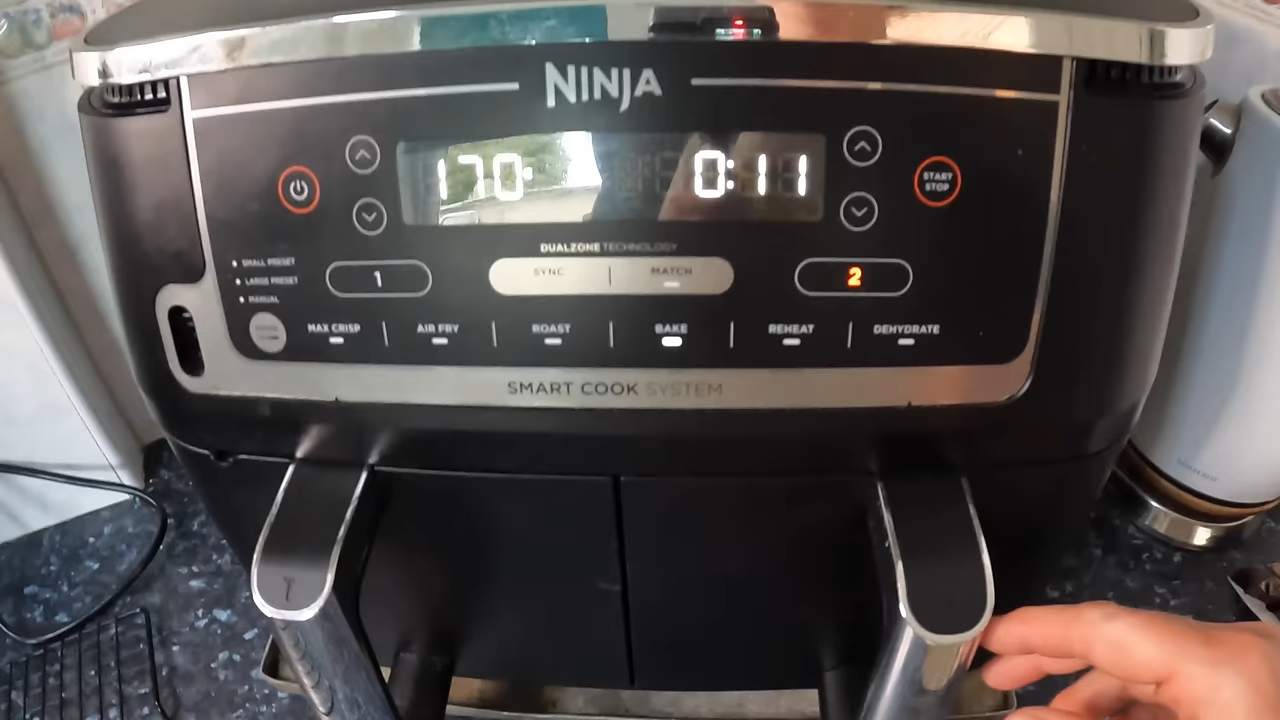 NINJA
170°
0:11
START
STOP
DUALZONE TECHNOLOGY
SYNC | MATCH
1
2
SMALL PRESET
LARGE PRESET
MANUAL
MAX CRISP | AIR FRY | ROAST | BAKE | REHEAT | DEHYDRATE
SMART COOK SYSTEM